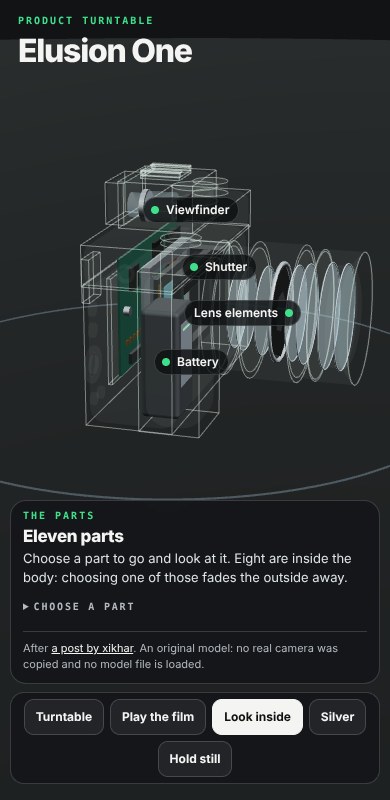 PRODUCT TURNTABLE
Elusion One
Viewfinder
Shutter
Lens elements
Battery
THE PARTS
Eleven parts
Choose a part to go and look at it. Eight are inside the
body: choosing one of those fades the outside away.
CHOOSE A PART
After a post by xikhar. An original model: no real camera was
copied and no model file is loaded.
Turntable
Play the film
Look inside
Silver
Hold still